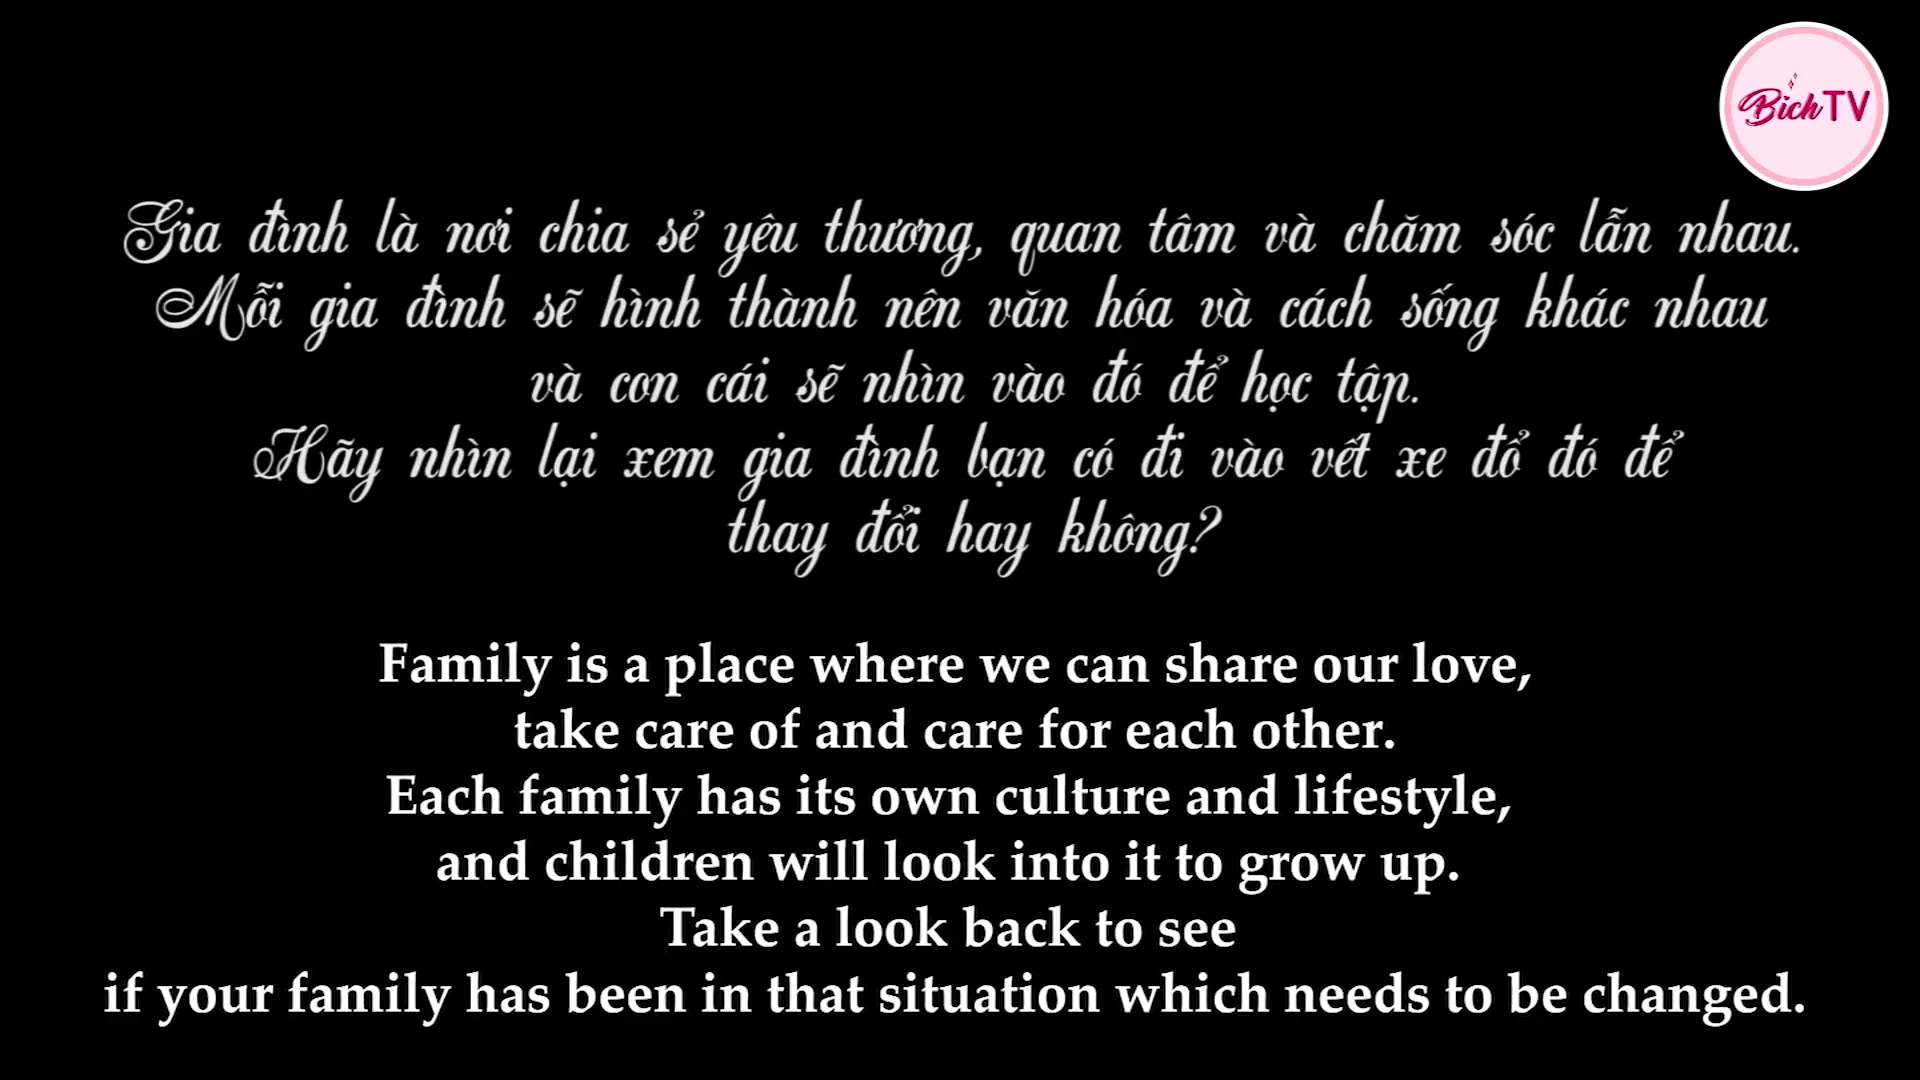 Bich TV
Gia đình là nơi chia sẻ yêu thương, quan tâm và chăm sóc lẫn nhau.
Mỗi gia đình sẽ hình thành nên văn hóa và cách sống khác nhau
và con cái sẽ nhìn vào đó để học tập.
Hãy nhìn lại xem gia đình bạn có đi vào vết xe đổ đó để
thay đổi hay không?
Family is a place where we can share our love,
take care of and care for each other.
Each family has its own culture and lifestyle,
and children will look into it to grow up.
Take a look back to see
if your family has been in that situation which needs to be changed.